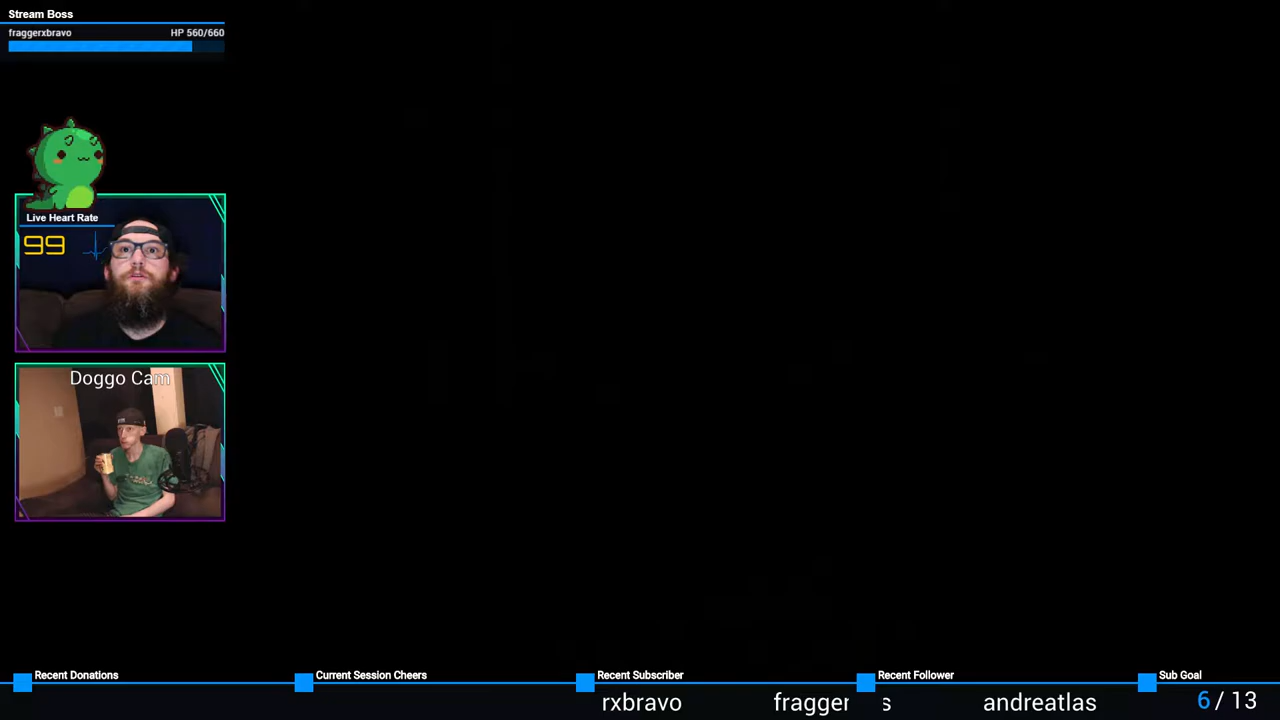 Stream Boss
fraggerxbravo HP 560/660
Live Heart Rate
99
Doggo Cam
Recent Donations
Current Session Cheers
Recent Subscriber
rxbravo fragger
Recent Follower
s andreatlas
Sub Goal
6 / 13